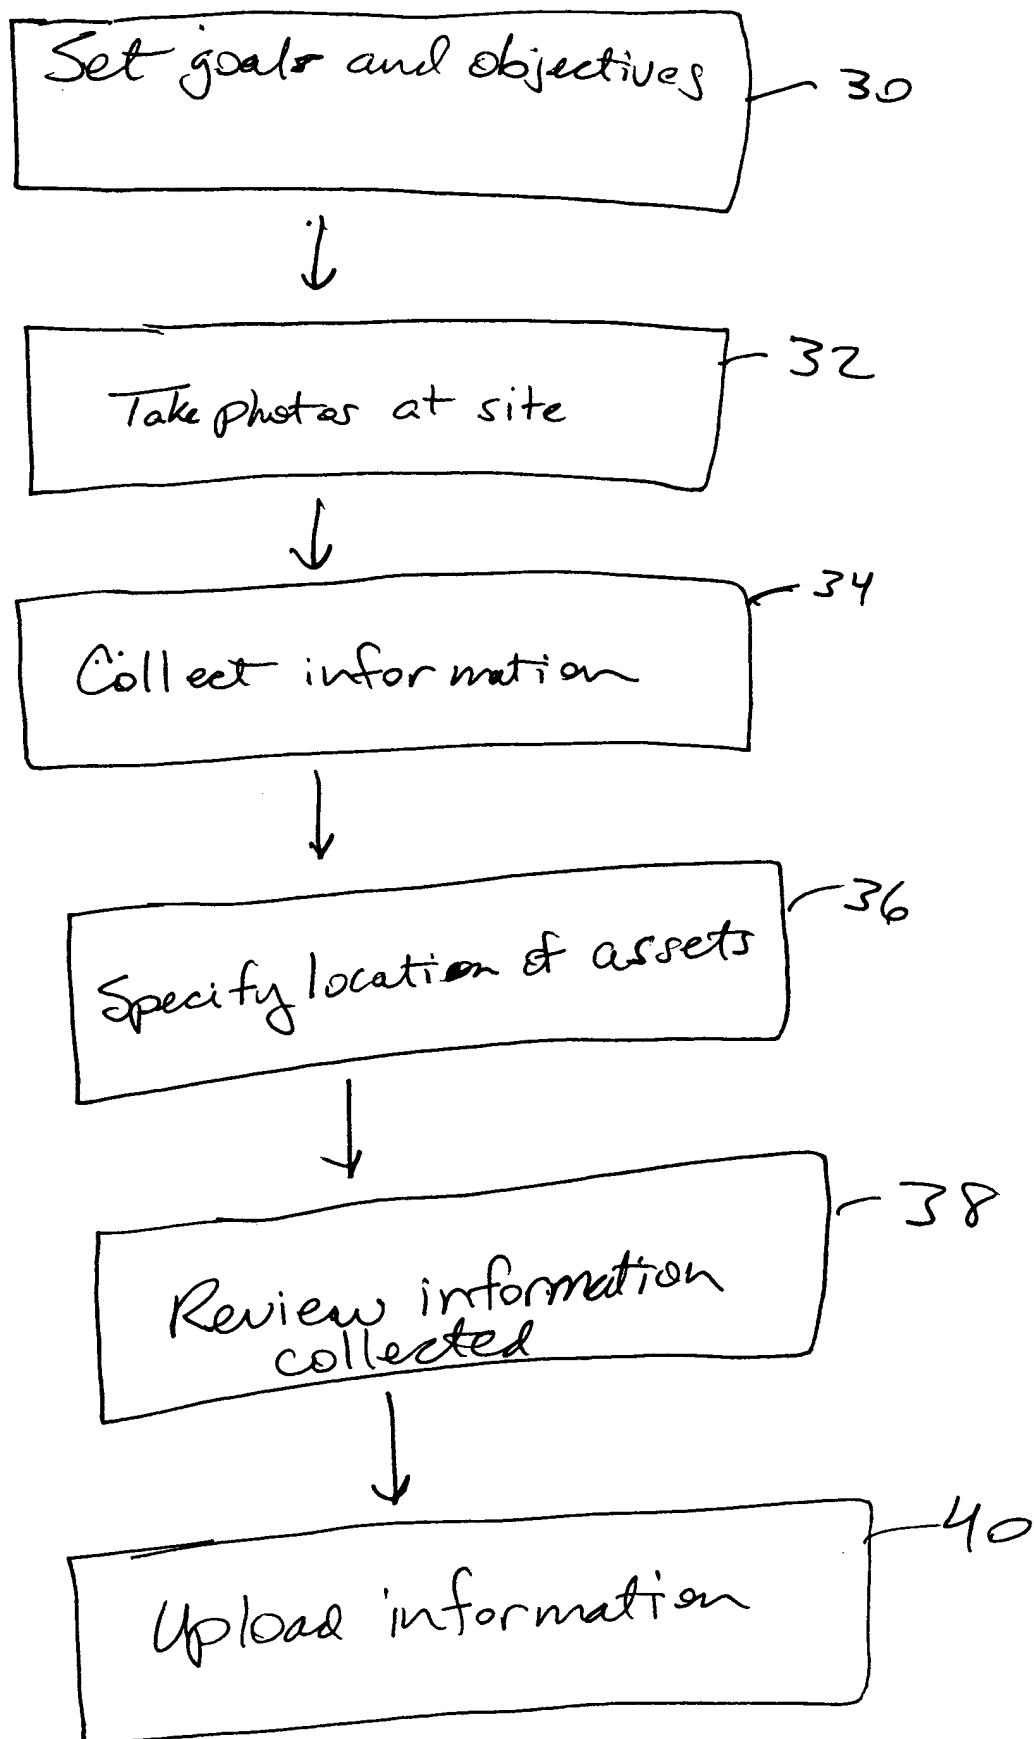 Set goals and objectives
30
32
Take photos at site
34
Collect information
36
Specify location of assets
38
Review information
collected
40
Upload information